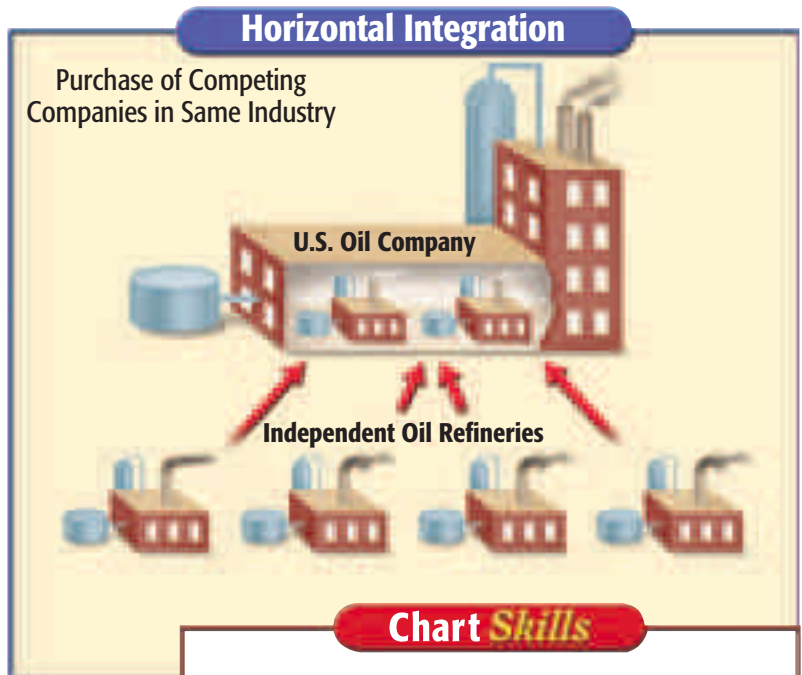 Horizontal Integration
Purchase of Competing
Companies in Same Industry
U.S. Oil Company
Independent Oil Refineries
Chart Skills